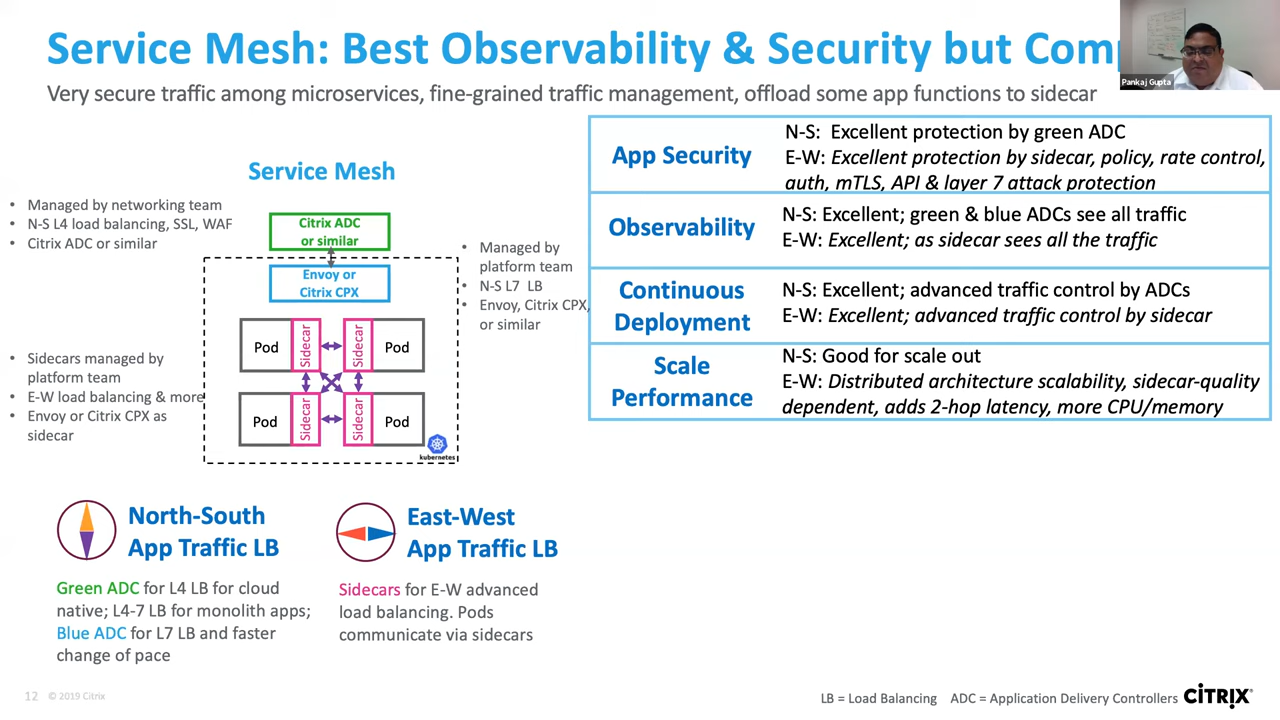 Service Mesh: Best Observability & Security but Com
Pankaj Gupta
Very secure traffic among microservices, fine-grained traffic management, offload some app functions to sidecar
Service Mesh
• Managed by networking team
• N-S L4 load balancing, SSL, WAF
• Citrix ADC or similar
Citrix ADC
or similar
Envoy or
Citrix CPX
• Managed by
platform team
• N-S L7 LB
• Envoy, Citrix CPX,
or similar
Pod
Sidecar
Sidecar
Pod
Pod
Sidecar
Sidecar
Pod
kubernetes
• Sidecars managed by
platform team
• E-W load balancing & more
• Envoy or Citrix CPX as
sidecar
App Security
N-S: Excellent protection by green ADC
E-W: Excellent protection by sidecar, policy, rate control,
auth, mTLS, API & layer 7 attack protection
Observability
N-S: Excellent; green & blue ADCs see all traffic
E-W: Excellent; as sidecar sees all the traffic
Continuous
Deployment
N-S: Excellent; advanced traffic control by ADCs
E-W: Excellent; advanced traffic control by sidecar
Scale
Performance
N-S: Good for scale out
E-W: Distributed architecture scalability, sidecar-quality
dependent, adds 2-hop latency, more CPU/memory
North-South
App Traffic LB
Green ADC for L4 LB for cloud
native; L4-7 LB for monolith apps;
Blue ADC for L7 LB and faster
change of pace
East-West
App Traffic LB
Sidecars for E-W advanced
load balancing. Pods
communicate via sidecars
12 © 2019 Citrix
LB = Load Balancing ADC = Application Delivery Controllers
CITRIX